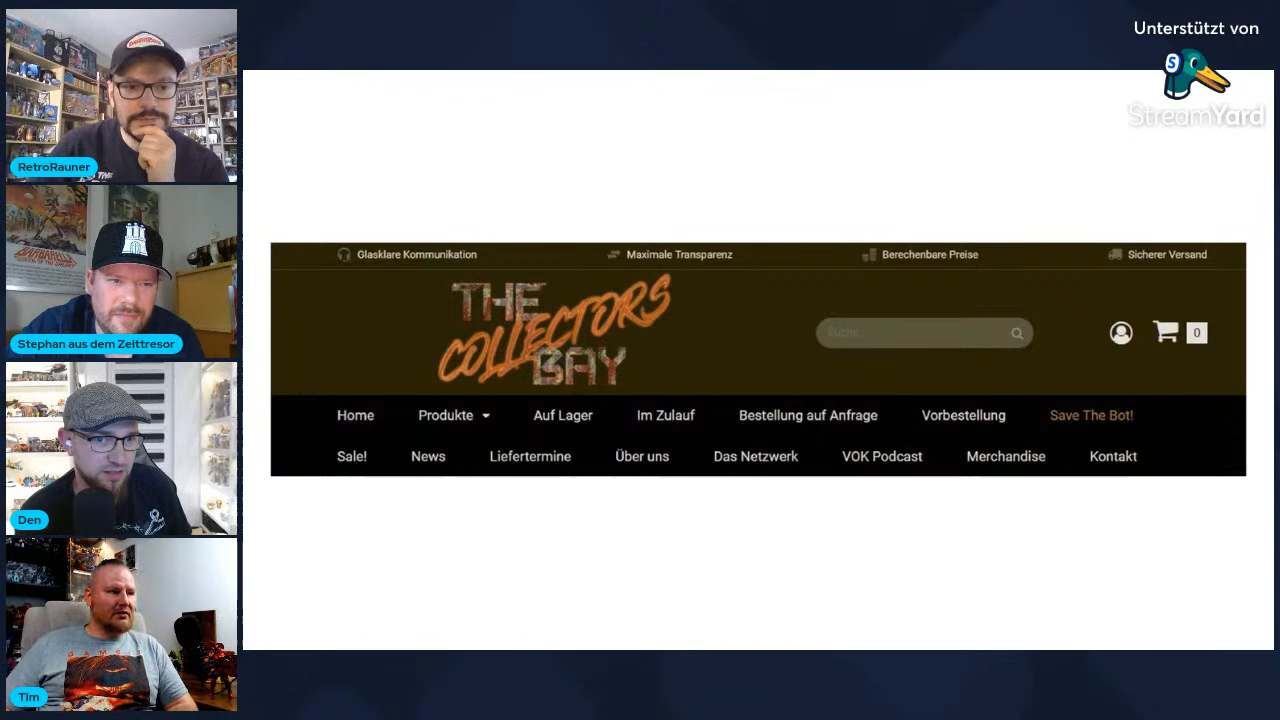 Unterstützt von
StreamYard
RetroRauner
BARBARELLA
Stephan aus dem Zeittresor
Den
Tim
Glasklare Kommunikation
Maximale Transparenz
Berechenbare Preise
Sicherer Versand
THE
COLLECTORS
BAY
Suche...
0
Home Produkte Auf Lager Im Zulauf Bestellung auf Anfrage Vorbestellung Save The Bot!
Sale! News Liefertermine Über uns Das Netzwerk VOK Podcast Merchandise Kontakt